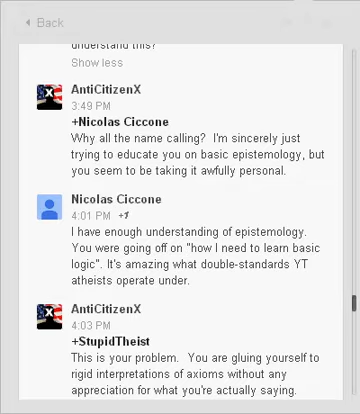 Back
understand this?
Show less
AntiCitizenX
3:49 PM
+Nicolas Ciccone
Why all the name calling?  I'm sincerely just
trying to educate you on basic epistemology, but
you seem to be taking it awfully personal.
Nicolas Ciccone
4:01 PM +1
I have enough understanding of epistemology.
You were going off on "how I need to learn basic
logic". It's amazing what double-standards YT
atheists operate under.
AntiCitizenX
4:03 PM
+StupidTheist
This is your problem.  You are gluing yourself to
rigid interpretations of axioms without any
appreciation for what you're actually saying.